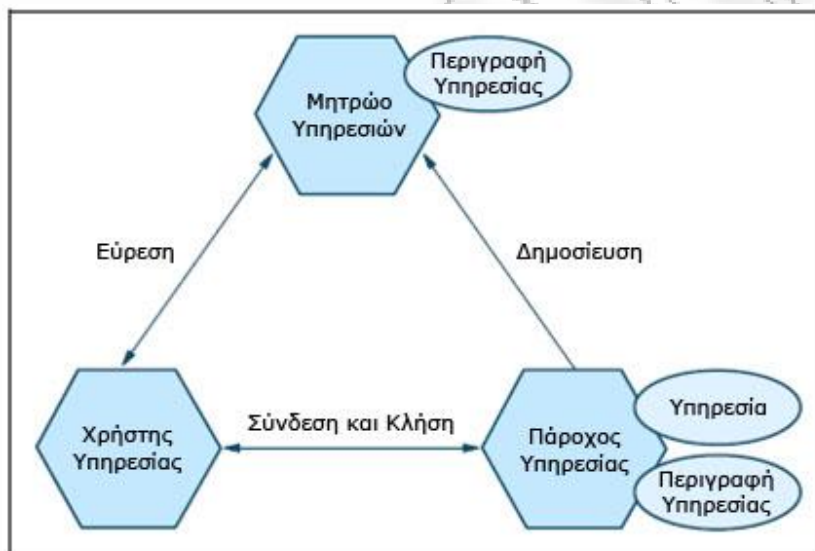 Περιγραφή
Υπηρεσίας
Μητρώο
Υπηρεσιών
Εύρεση
Δημοσίευση
Σύνδεση και Κλήση
Χρήστης
Υπηρεσίας
Πάροχος
Υπηρεσίας
Υπηρεσία
Περιγραφή
Υπηρεσίας